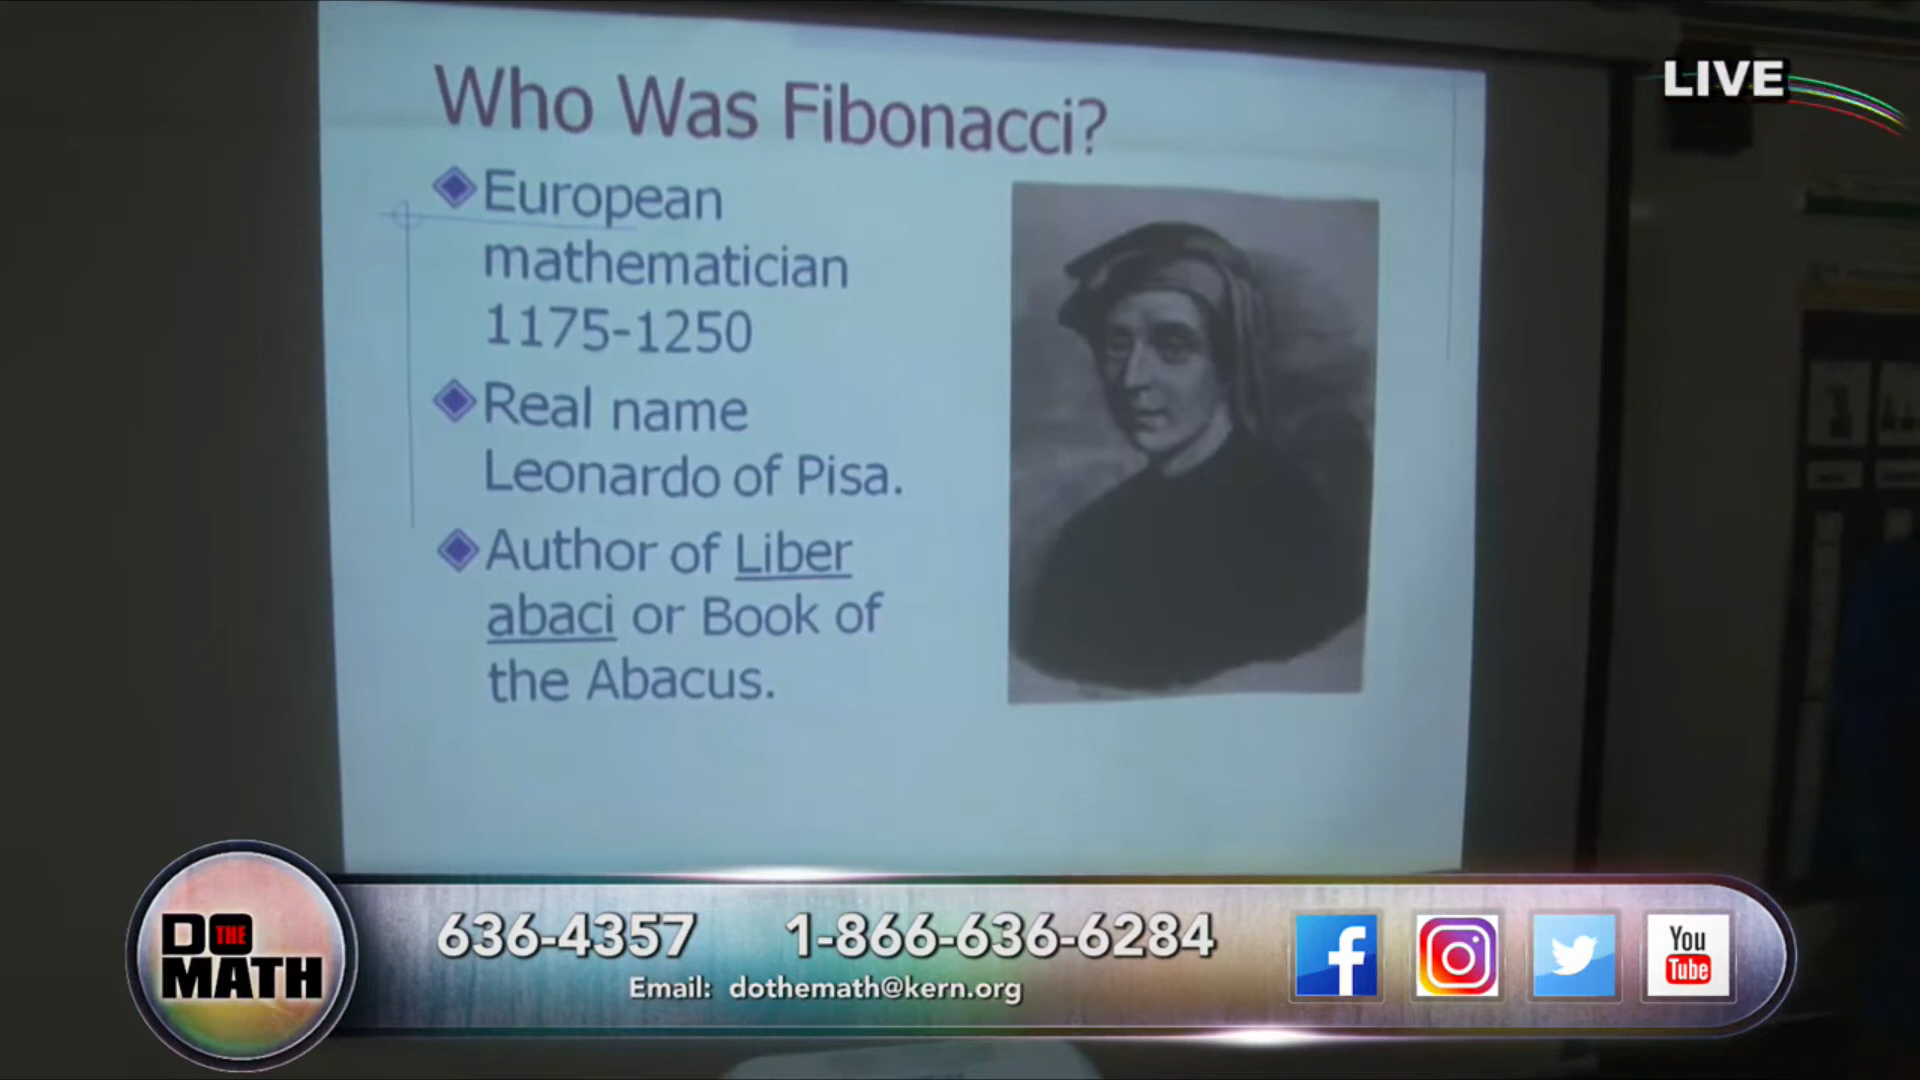 Who Was Fibonacci?
LIVE
European
mathematician
1175-1250
Real name
Leonardo of Pisa.
Author of Liber
abaci or Book of
the Abacus.
DO THE
MATH
636-4357 1-866-636-6284
Email: dothemath@kern.org
You
Tube